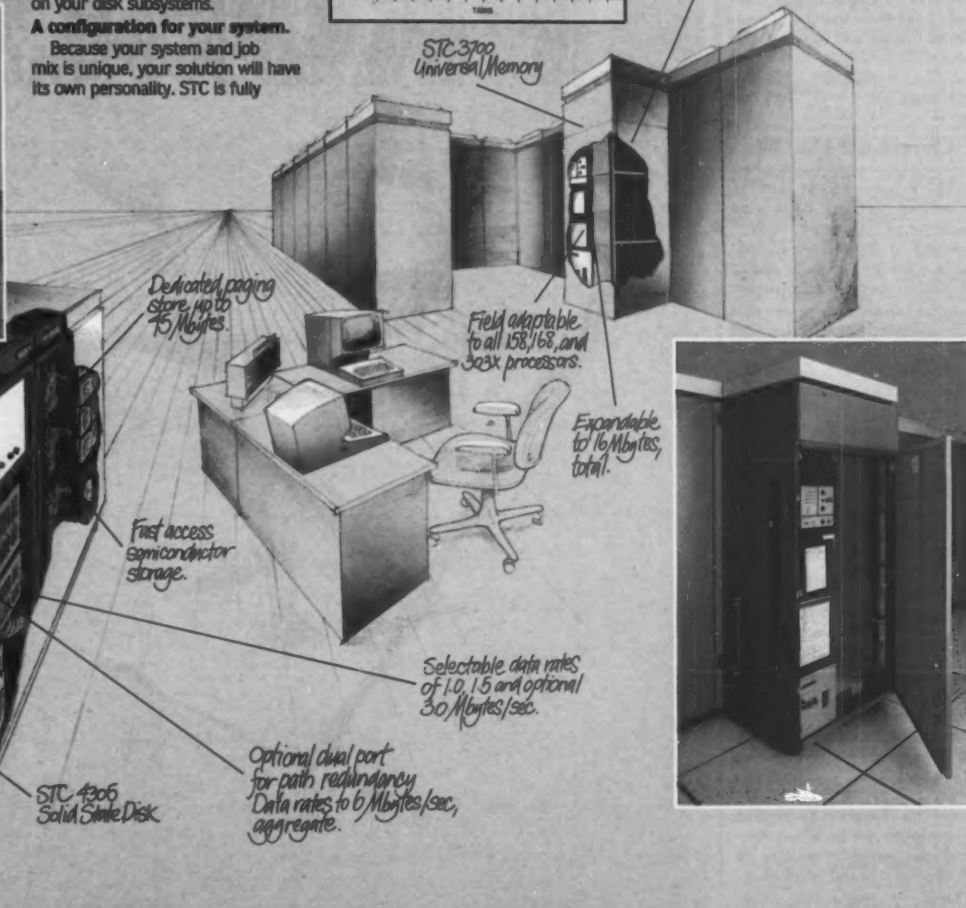 on your disk subsystems.
A configuration for your system.
Because your system and job
mix is unique, your solution will have
its own personality. STC is fully
TASKS
STC 3700
Universal Memory
Dedicated paging
store, up to
45 Mbytes.
Field adaptable
to all 158, 168, and
303X processors.
Expandable
to 16 Mbytes,
total.
Fast access
semiconductor
storage.
Selectable data rates
of 1.0, 1.5 and optional
3.0 Mbytes/sec.
Optional dual port
for path redundancy
Data rates to 6 Mbytes/sec,
aggregate.
STC 4305
Solid State Disk